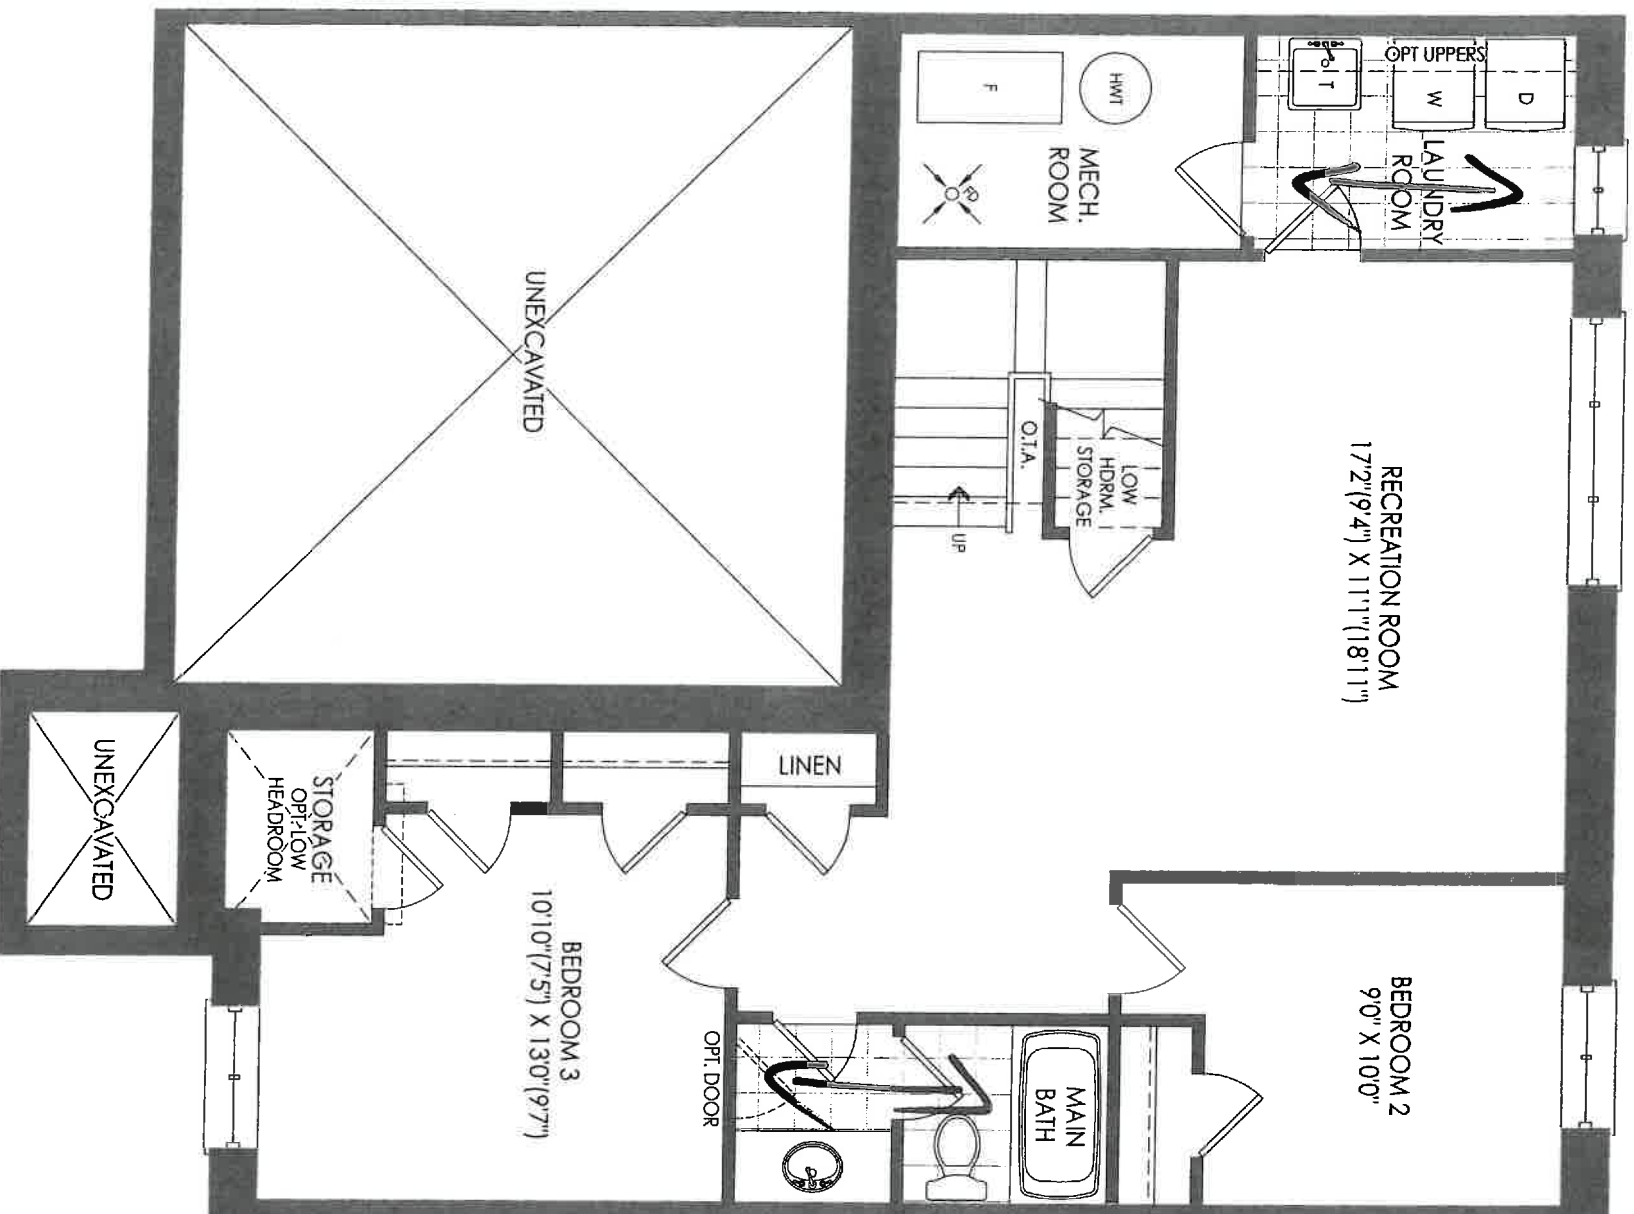 OPT UPPERS
D
W
T
LAUNDRY
ROOM
HWT
F
MECH.
ROOM
FD
UNEXCAVATED
RECREATION ROOM
17'2"(9'4") X 11'1"(18'11")
LOW
HDRM.
STORAGE
O.T.A.
UP
LINEN
STORAGE
OPT. LOW
HEADROOM
UNEXCAVATED
BEDROOM 3
10'10"(7'5") X 13'0"(9'7")
BEDROOM 2
9'0" X 10'0"
OPT. DOOR
MAIN
BATH